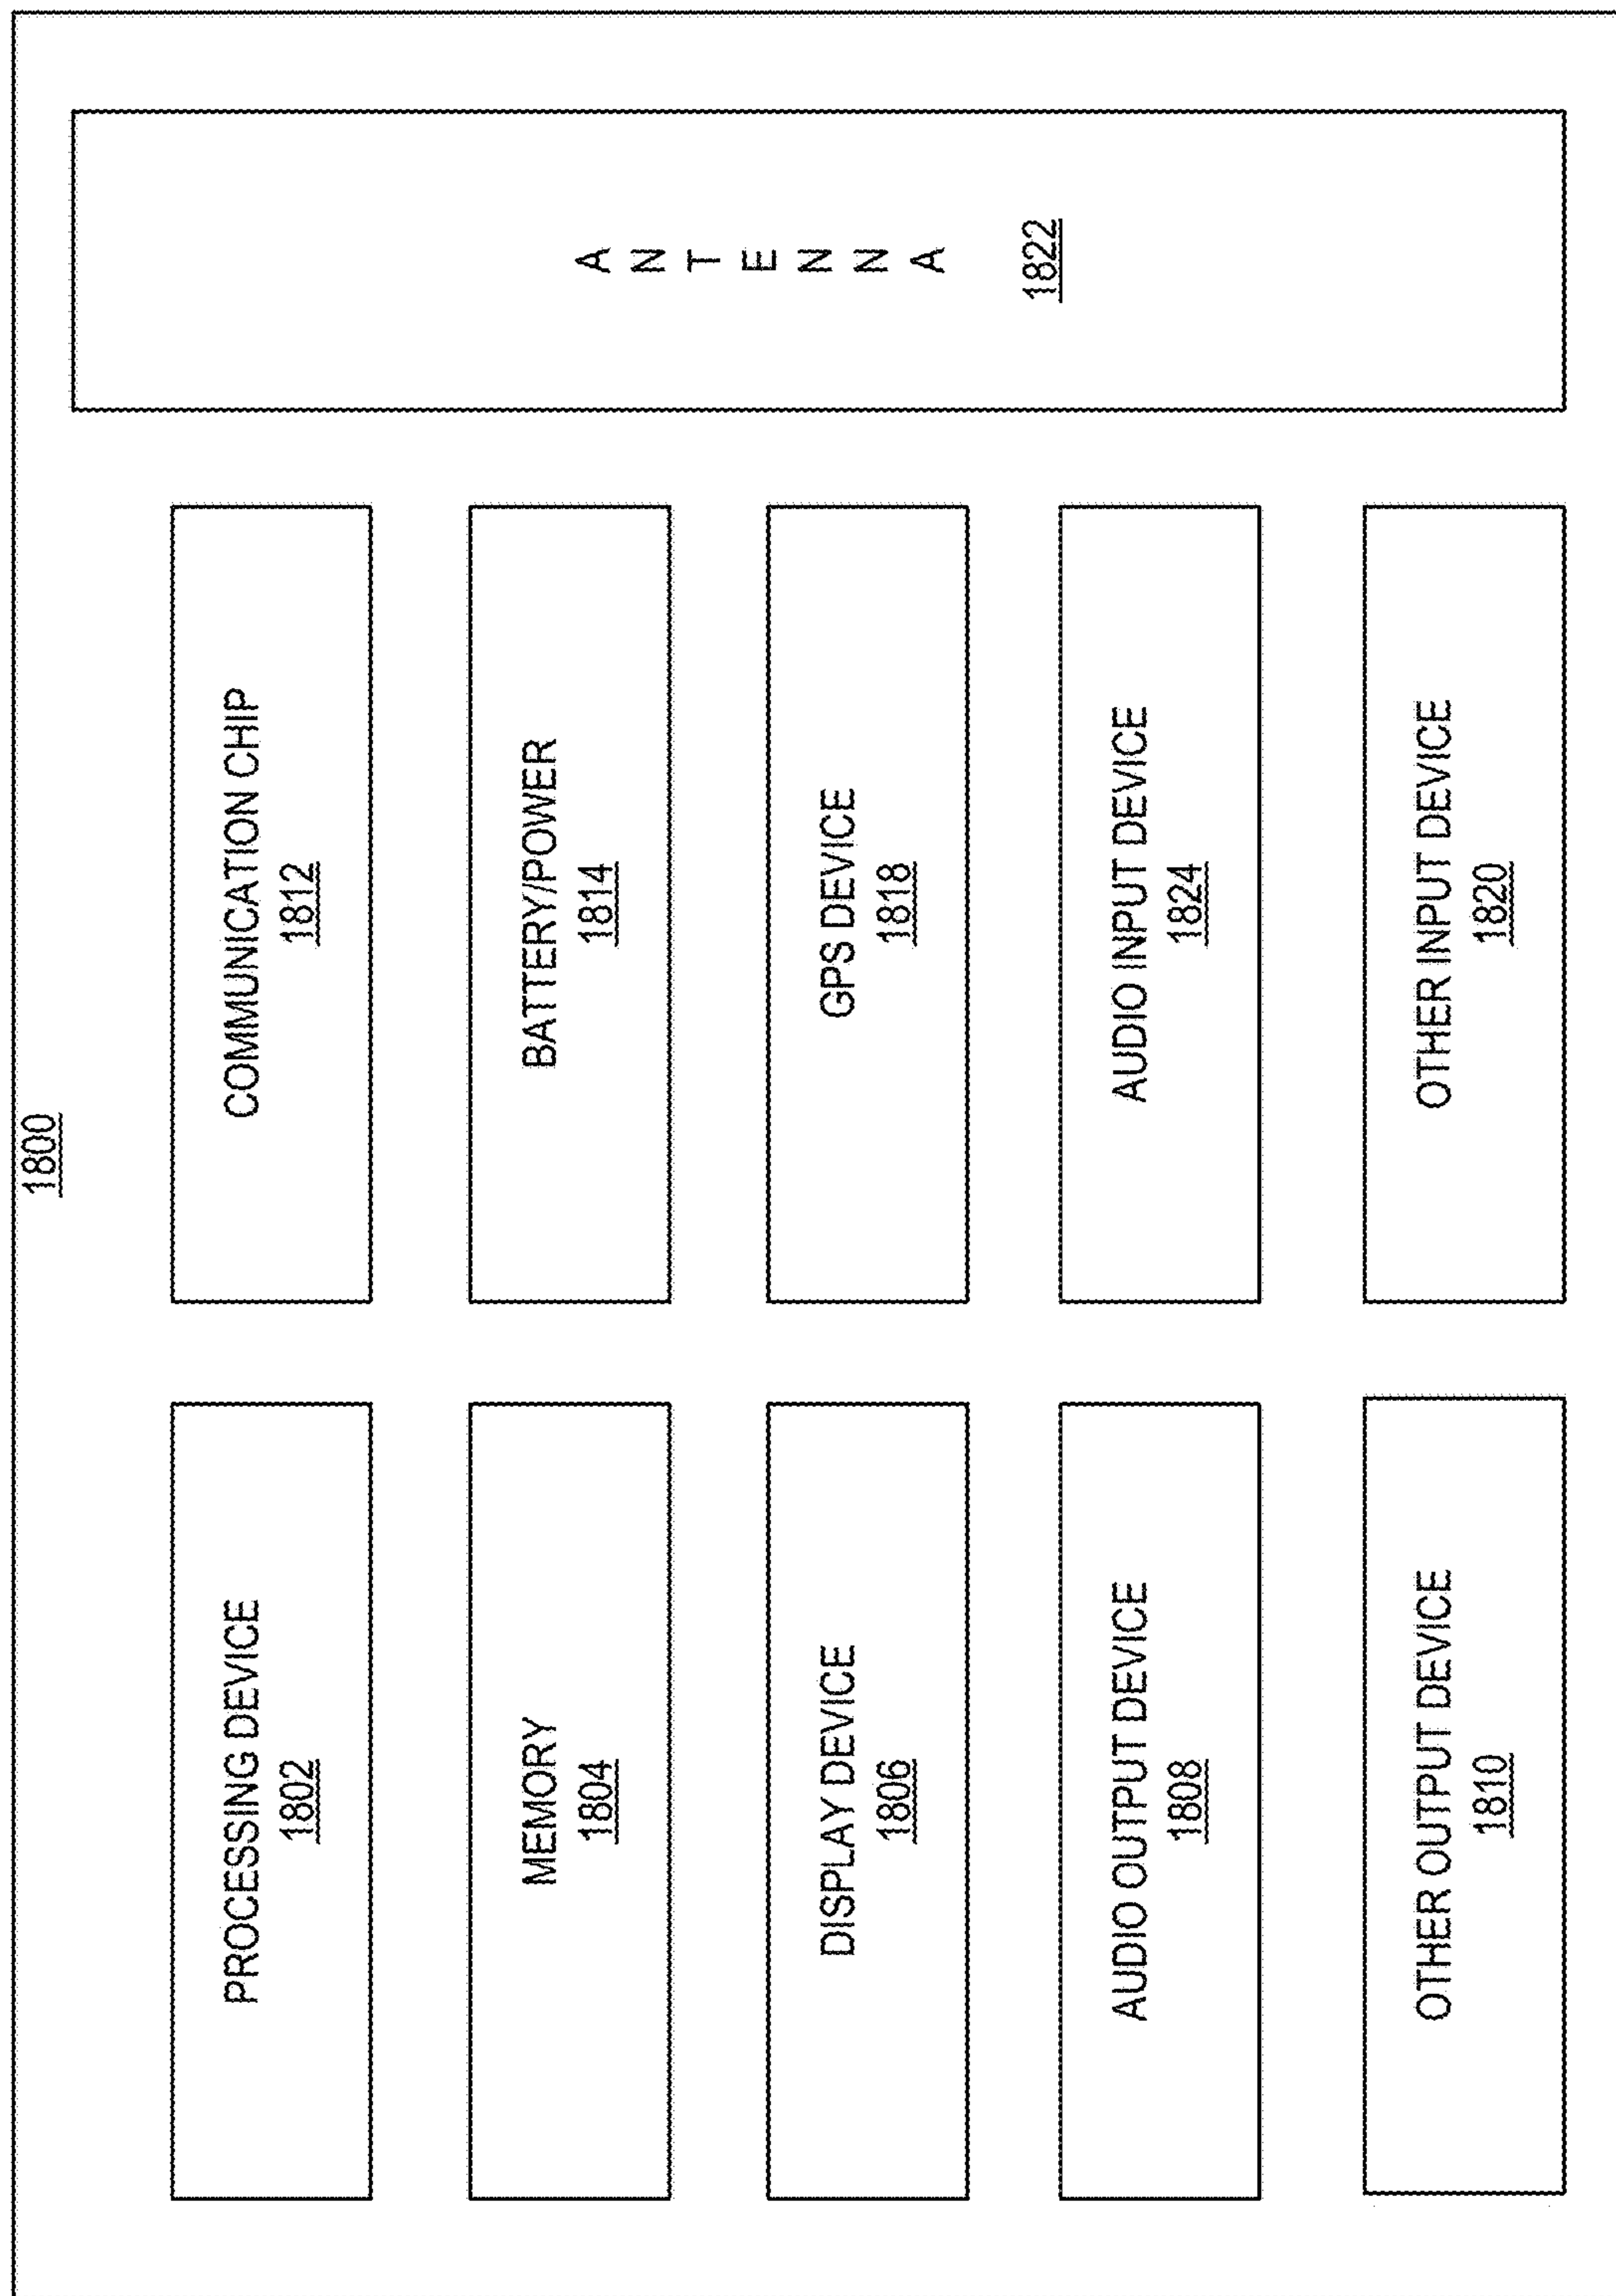 1800
PROCESSING DEVICE
1802
COMMUNICATION CHIP
1812
MEMORY
1804
BATTERY/POWER
1814
DISPLAY DEVICE
1806
GPS DEVICE
1818
AUDIO OUTPUT DEVICE
1808
AUDIO INPUT DEVICE
1824
OTHER OUTPUT DEVICE
1810
OTHER INPUT DEVICE
1820
A
N
T
E
N
N
A
1822